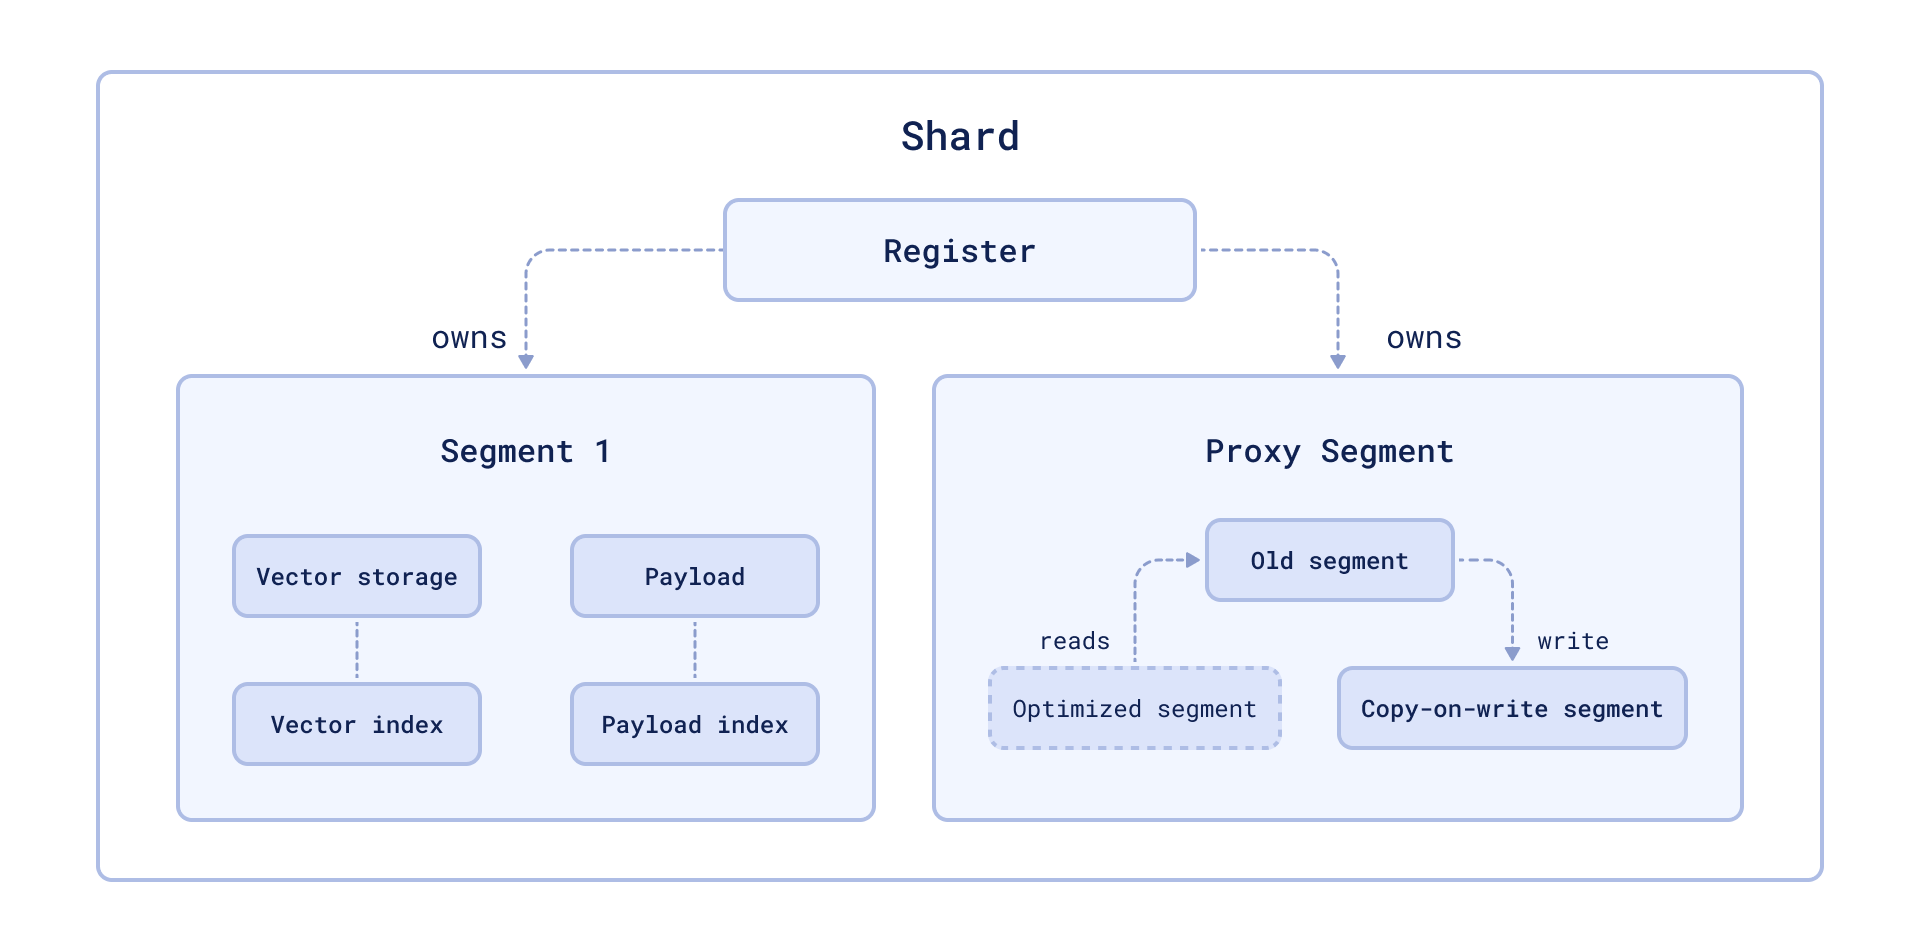 Shard
Register
owns
owns
Segment 1
Vector storage
Payload
Vector index
Payload index
Proxy Segment
Old segment
reads
write
Optimized segment
Copy-on-write segment